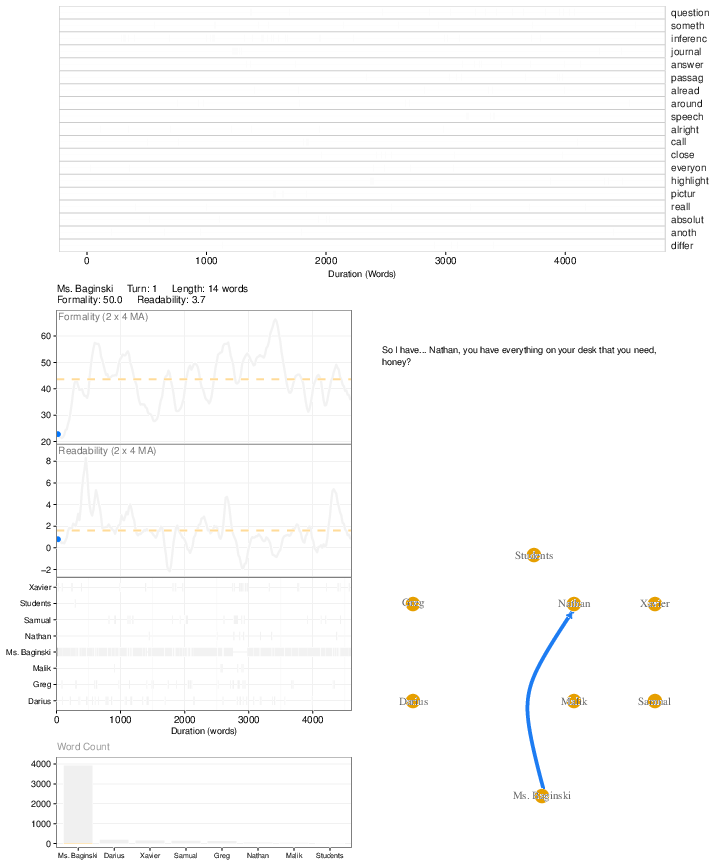 question
someth
inferenc
journal
answer
passag
alread
around
speech
alright
call
close
everyon
highlight
pictur
reall
absolut
anoth
differ
0 1000 2000 3000 4000
Duration (Words)
Ms. Baginski Turn: 1 Length: 14 words
Formality: 50.0 Readability: 3.7
Formality (2 x 4 MA)
60
50
40
30
20
So I have... Nathan, you have everything on your desk that you need,
honey?
Readability (2 x 4 MA)
8
6
4
2
0
−2
Xavier
Students
Samual
Nathan
Ms. Baginski
Malik
Greg
Darius
0 1000 2000 3000 4000
Duration (words)
Students
Greg Nathan Xavier
Darius Malik Samual
Ms. Baginski
Word Count
4000
3000
2000
1000
0
Ms. Baginski Darius Xavier Samual Greg Nathan Malik Students